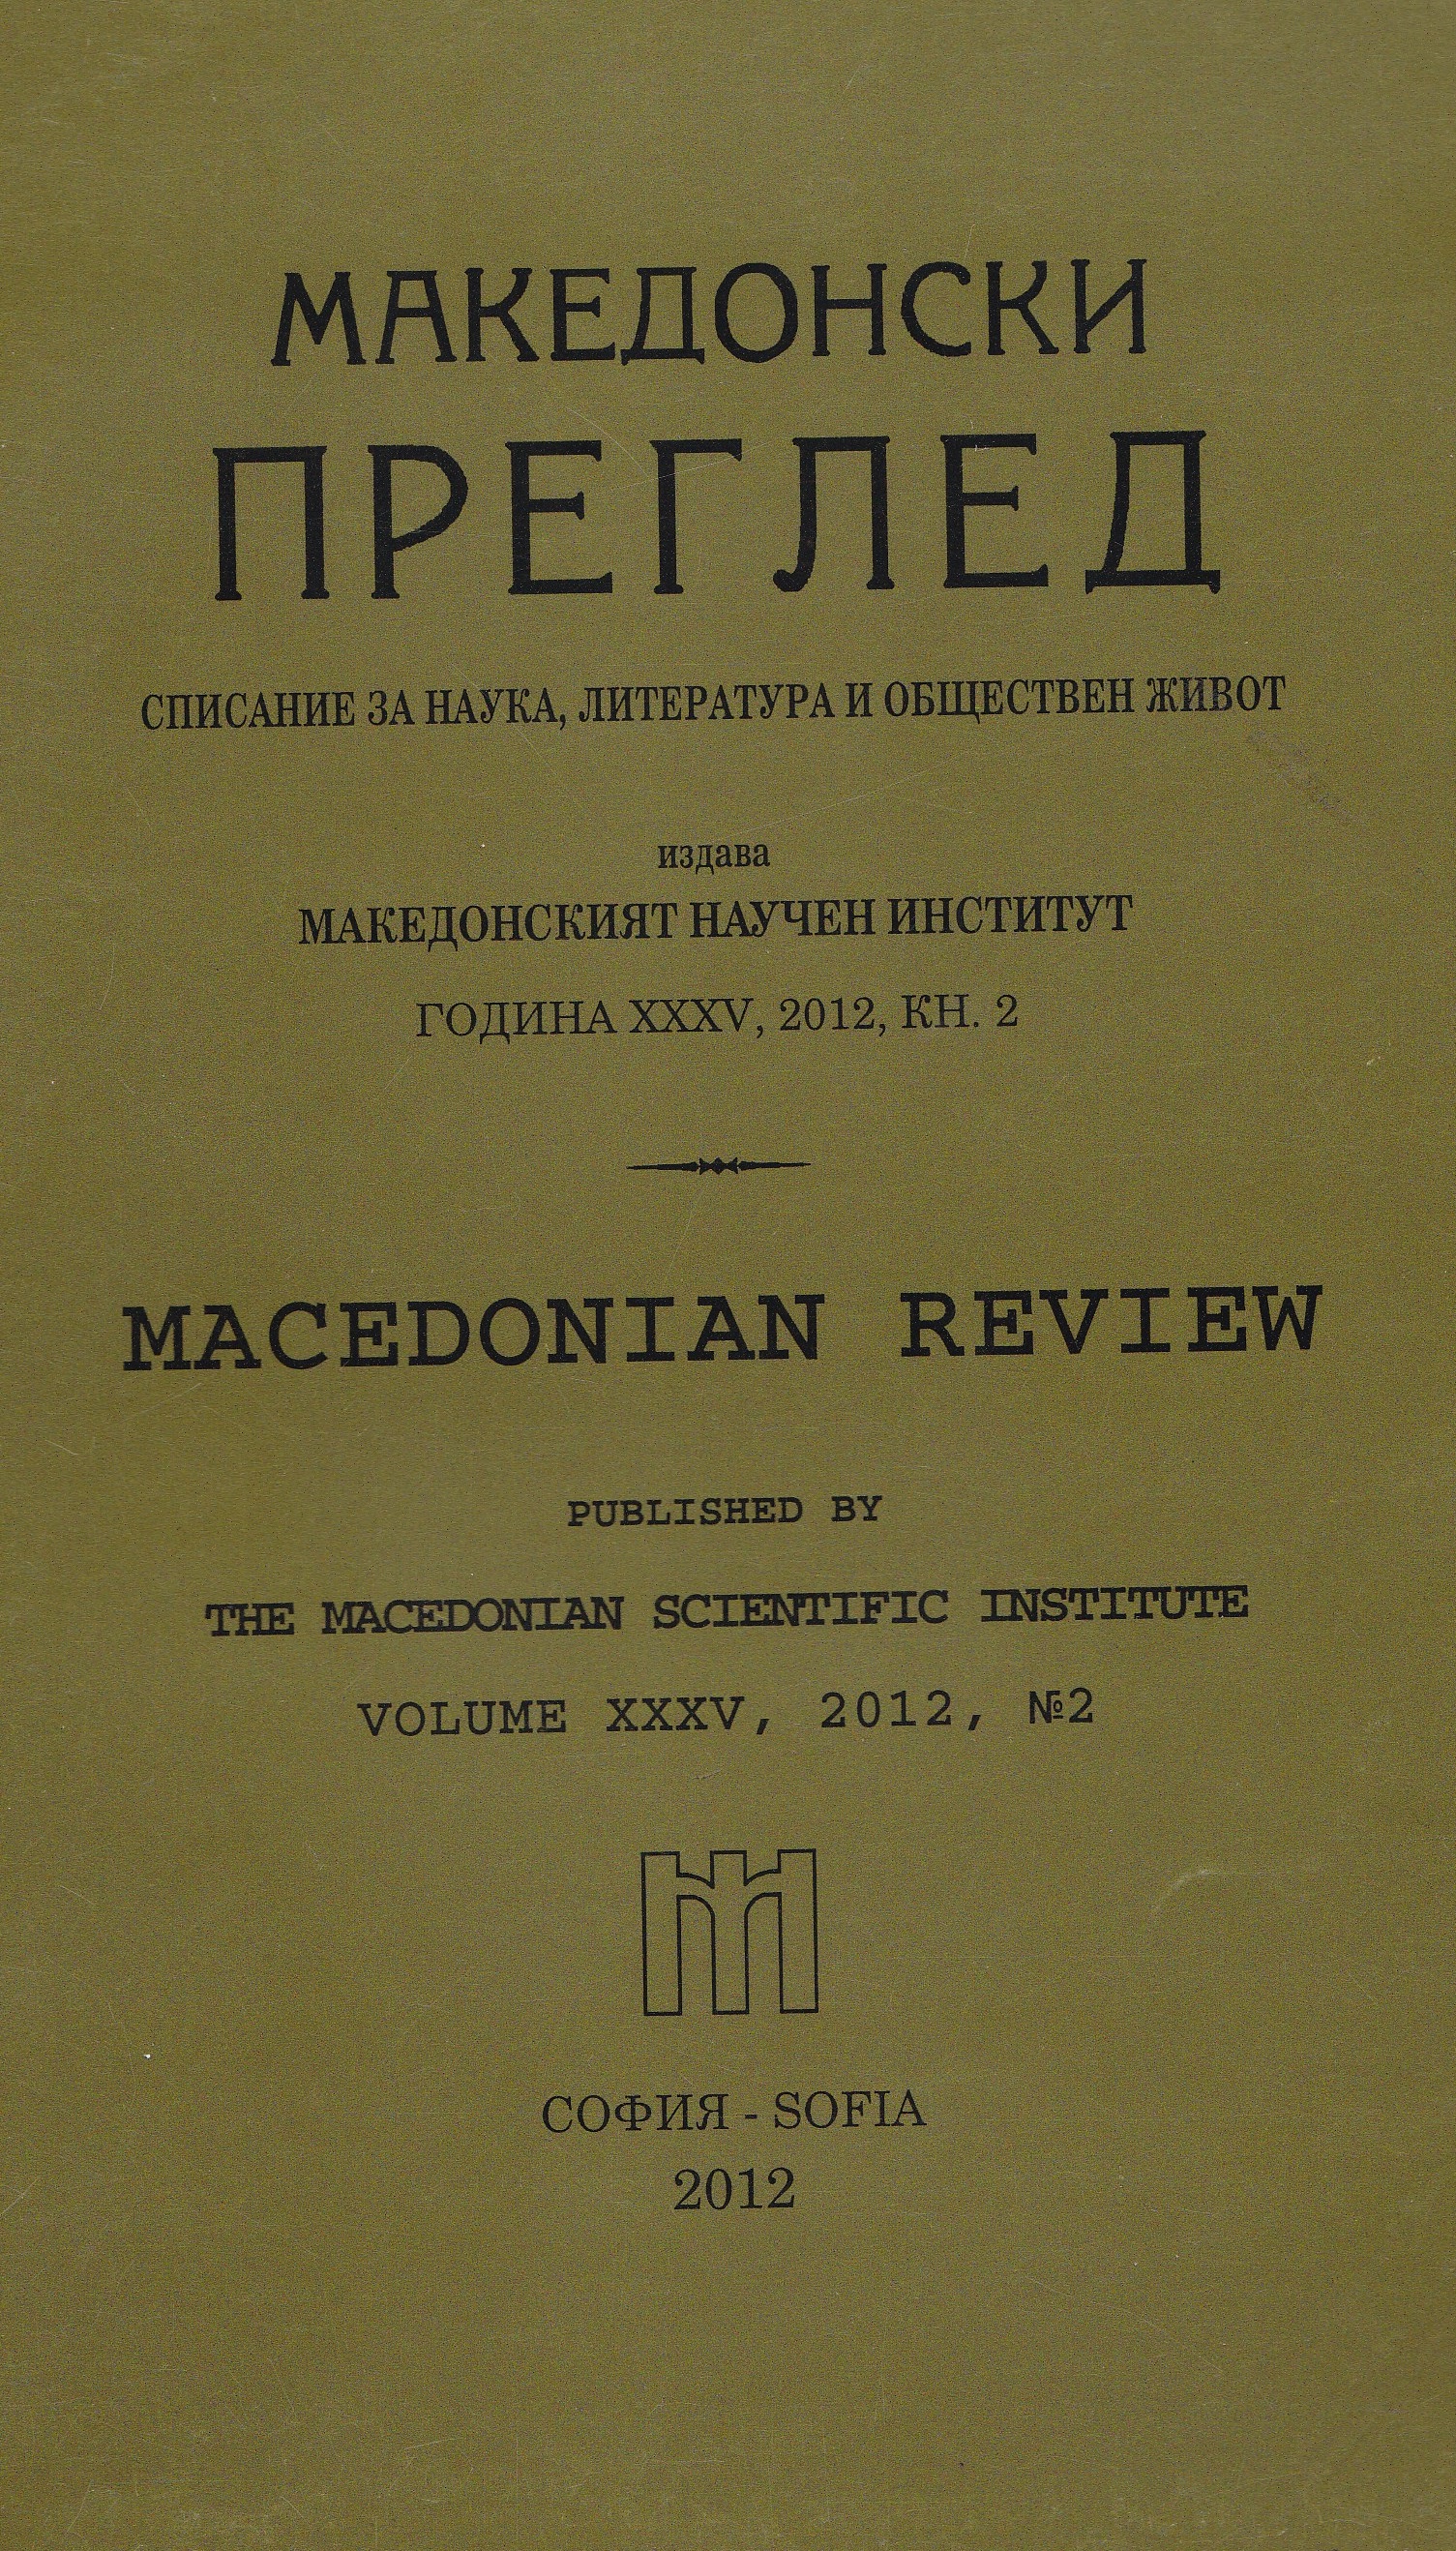 МАКЕДОНСКИ
ПРЕГЛЕД
СПИСАНИЕ ЗА НАУКА, ЛИТЕРАТУРА И ОБЩЕСТВЕН ЖИВОТ
издава
МАКЕДОНСКИЯТ НАУЧЕН ИНСТИТУТ
ГОДИНА XXXV, 2012, КН. 2
MACEDONIAN REVIEW
PUBLISHED BY
THE MACEDONIAN SCIENTIFIC INSTITUTE
VOLUME XXXV, 2012, №2
СОФИЯ - SOFIA
2012